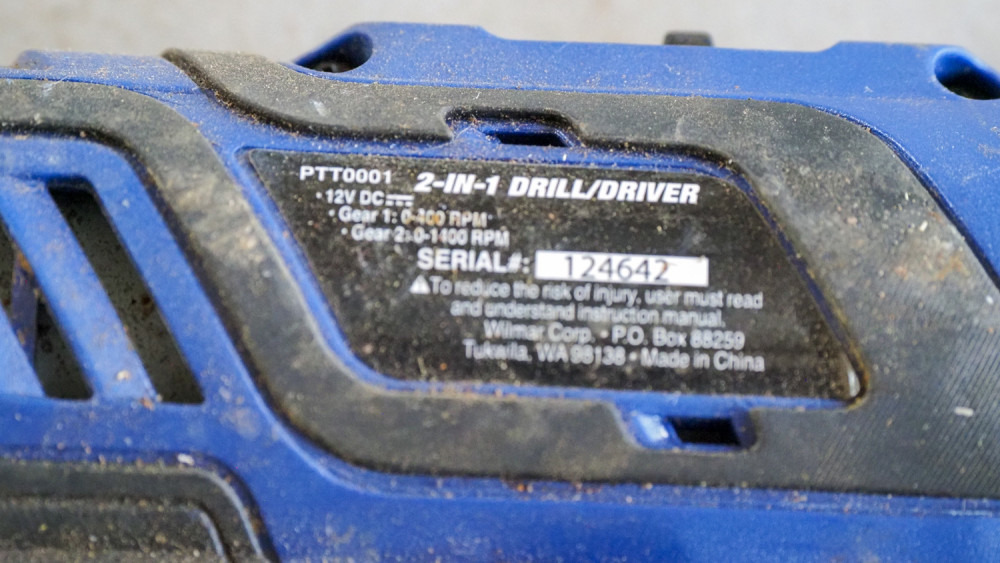 PTT0001 2-IN-1 DRILL/DRIVER
• 12V DC⎓
• Gear 1: 0-400 RPM
• Gear 2: 0-1400 RPM
SERIAL#: 124642
⚠To reduce the risk of injury, user must read
and understand instruction manual.
Wilmar Corp. • P.O. Box 88259
Tukwila, WA 98138 • Made in China